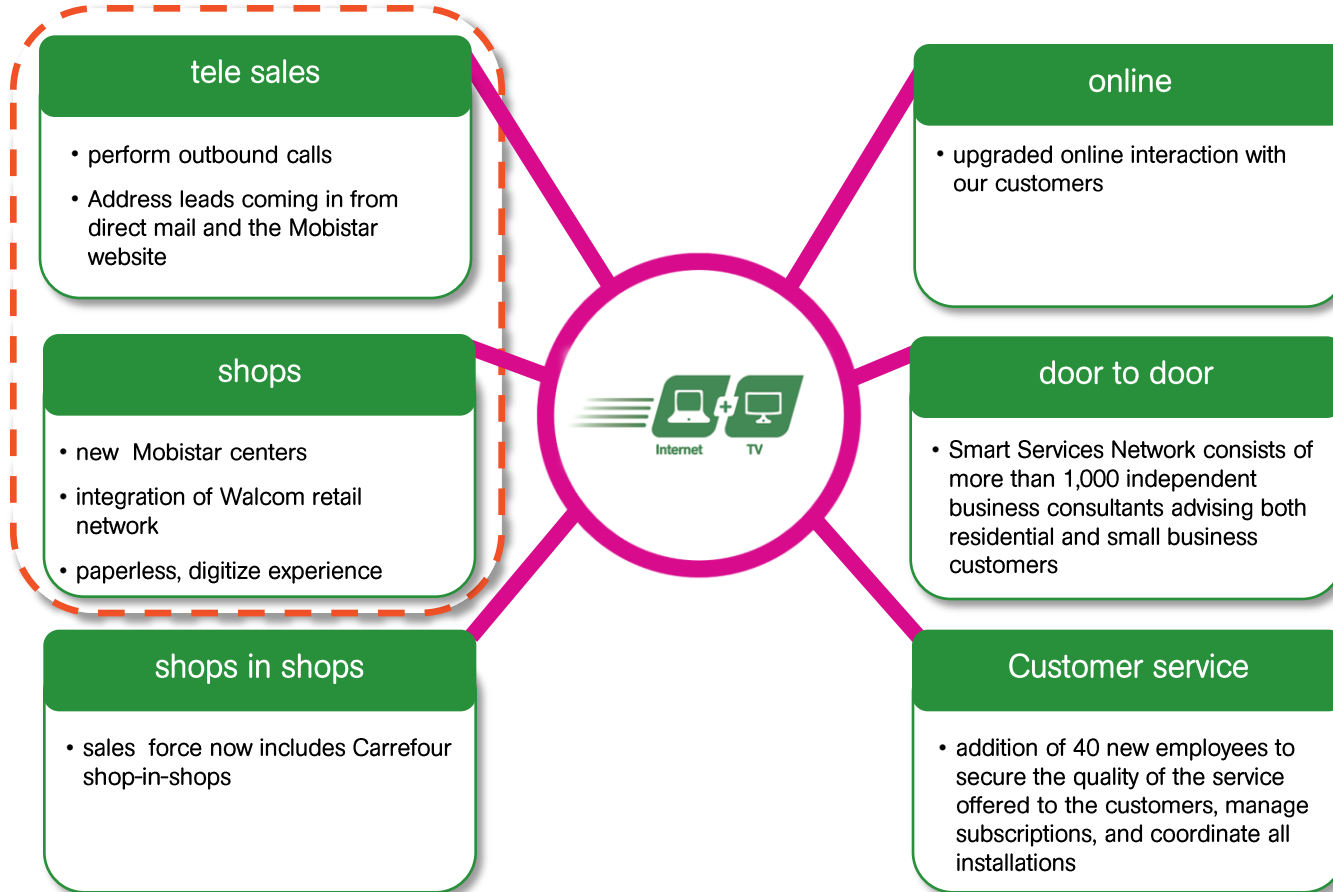 tele sales
• perform outbound calls
• Address leads coming in from
direct mail and the Mobistar
website
shops
• new  Mobistar centers
• integration of Walcom retail
network
• paperless, digitize experience
shops in shops
• sales  force now includes Carrefour
shop-in-shops
Internet
TV
online
• upgraded online interaction with
our customers
door to door
• Smart Services Network consists of
more than 1,000 independent
business consultants advising both
residential and small business
customers
Customer service
• addition of 40 new employees to
secure the quality of the service
offered to the customers, manage
subscriptions, and coordinate all
installations